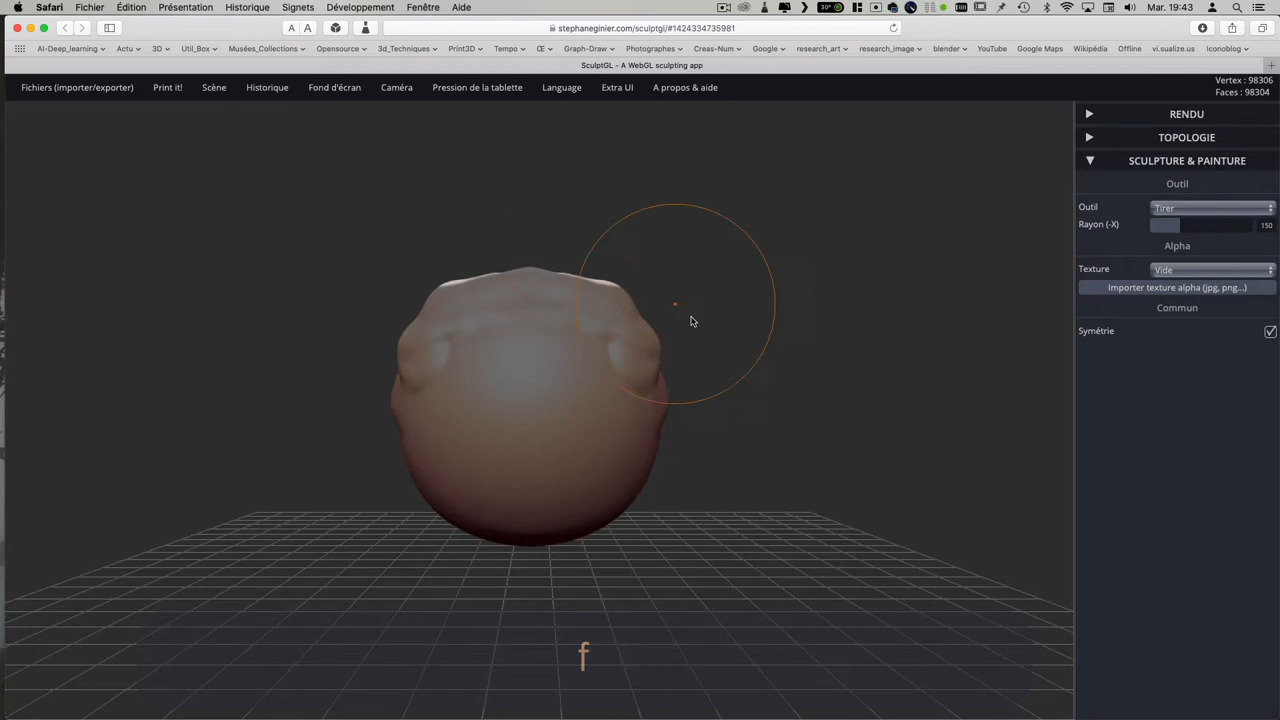 Safari Fichier Édition Présentation Historique Signets Développement Fenêtre Aide 30° Mar. 19:43
A A stephaneginier.com/sculptgl/#1424334735981
AI-Deep_learning Actu 3D Util_Box Musées_Collections Opensource 3d_Techniques Print3D Tempo Œ Graph-Draw Photographes Creas-Num Google research_art research_image blender YouTube Google Maps Wikipédia Offline vi.sualize.us Iconoblog
SculptGL - A WebGL sculpting app
Fichiers (importer/exporter) Print it! Scène Historique Fond d'écran Caméra Pression de la tablette Language Extra UI A propos & aide
Vertex : 98306
Faces : 98304
RENDU
TOPOLOGIE
SCULPTURE & PAINTURE
Outil
Outil Tirer
Rayon (-X) 150
Alpha
Texture Vide
Importer texture alpha (jpg, png...)
Commun
Symétrie
f